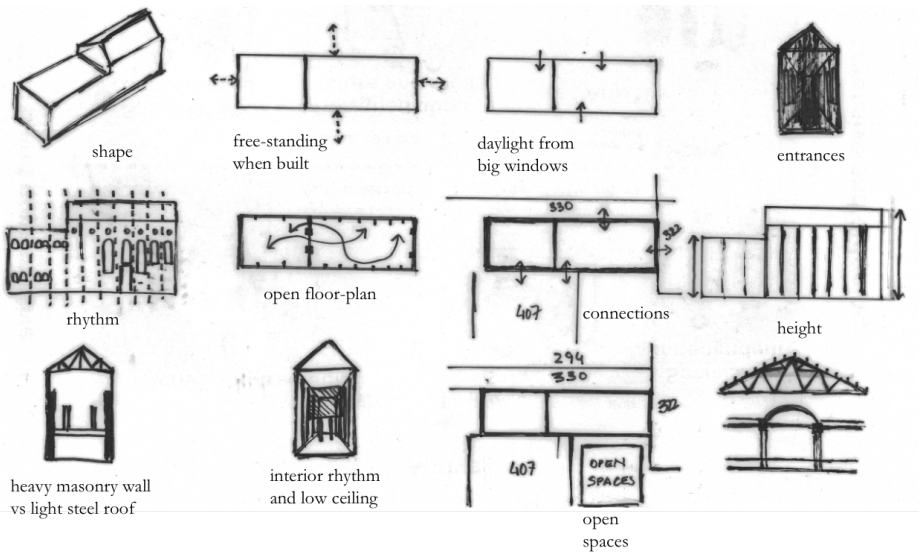 shape
free-standing
when built
daylight from
big windows
entrances
rhythm
open floor-plan
330
322
407
connections
height
heavy masonry wall
vs light steel roof
interior rhythm
and low ceiling
294
330
322
407
OPEN
SPACES
open
spaces